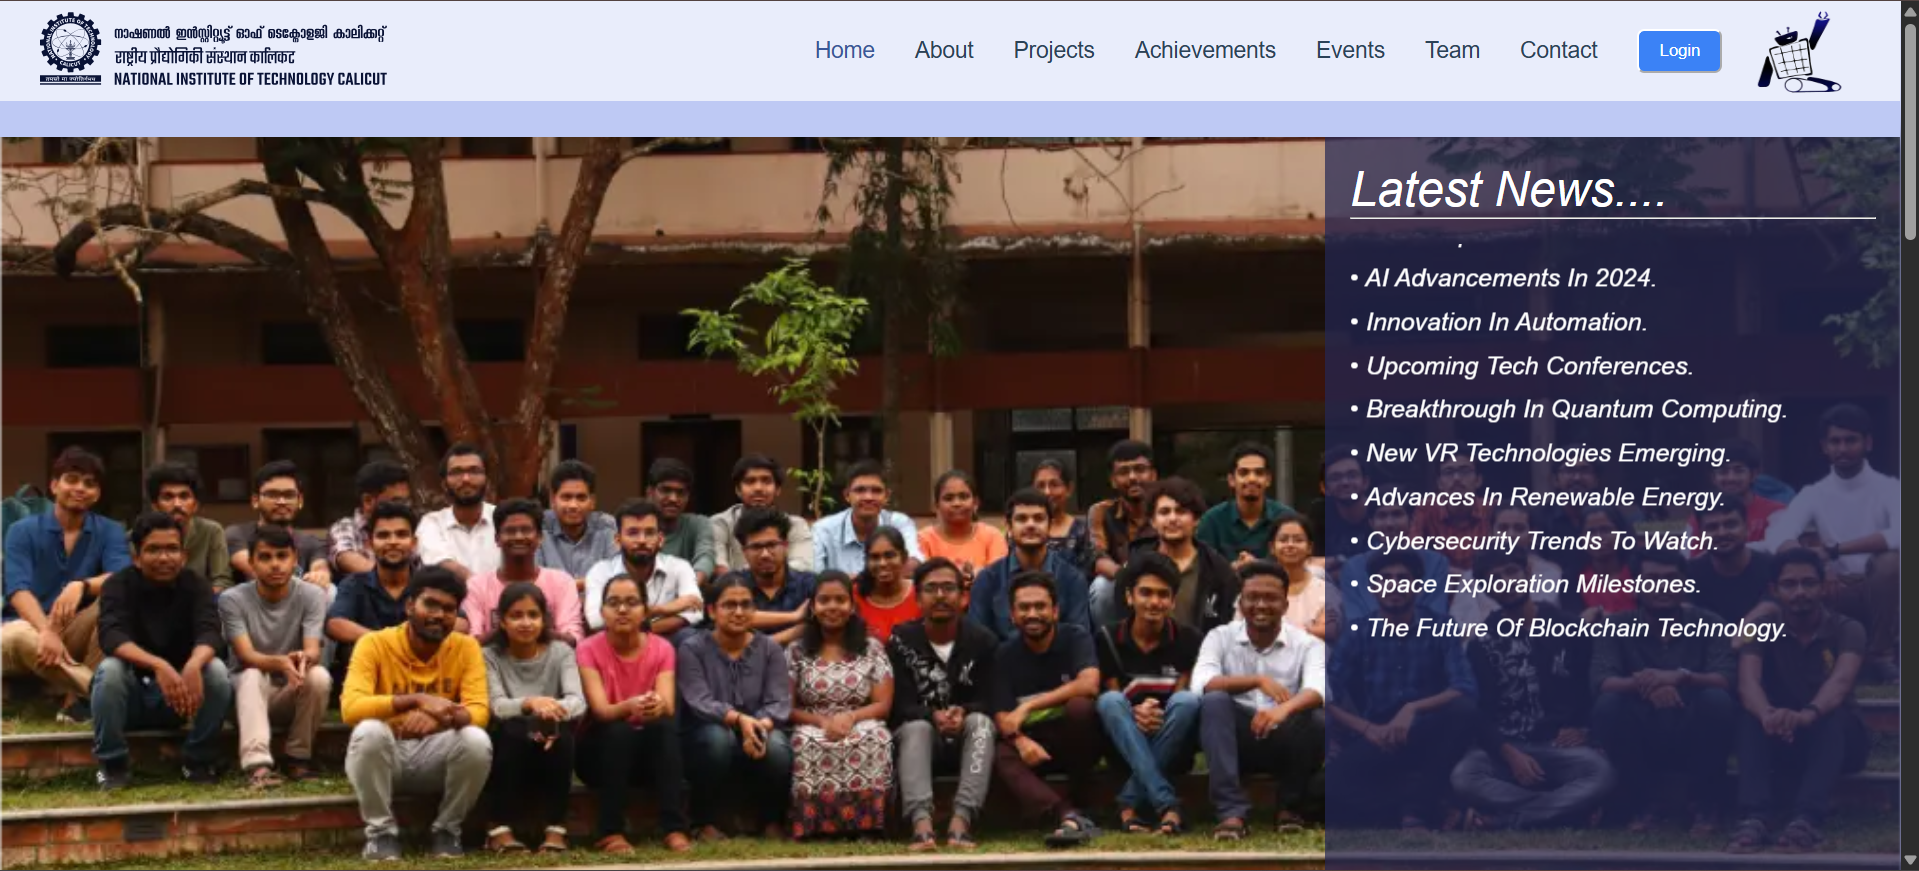 നാഷണൽ ഇൻസ്റ്റിറ്റ്യൂട്ട് ഓഫ് ടെക്നോളജി കാലിക്കറ്റ്
राष्ट्रीय प्रौद्योगिकी संस्थान कालिकट
NATIONAL INSTITUTE OF TECHNOLOGY CALICUT
Home About Projects Achievements Events Team Contact Login
Latest News....
• AI Advancements In 2024.
• Innovation In Automation.
• Upcoming Tech Conferences.
• Breakthrough In Quantum Computing.
• New VR Technologies Emerging.
• Advances In Renewable Energy.
• Cybersecurity Trends To Watch.
• Space Exploration Milestones.
• The Future Of Blockchain Technology.